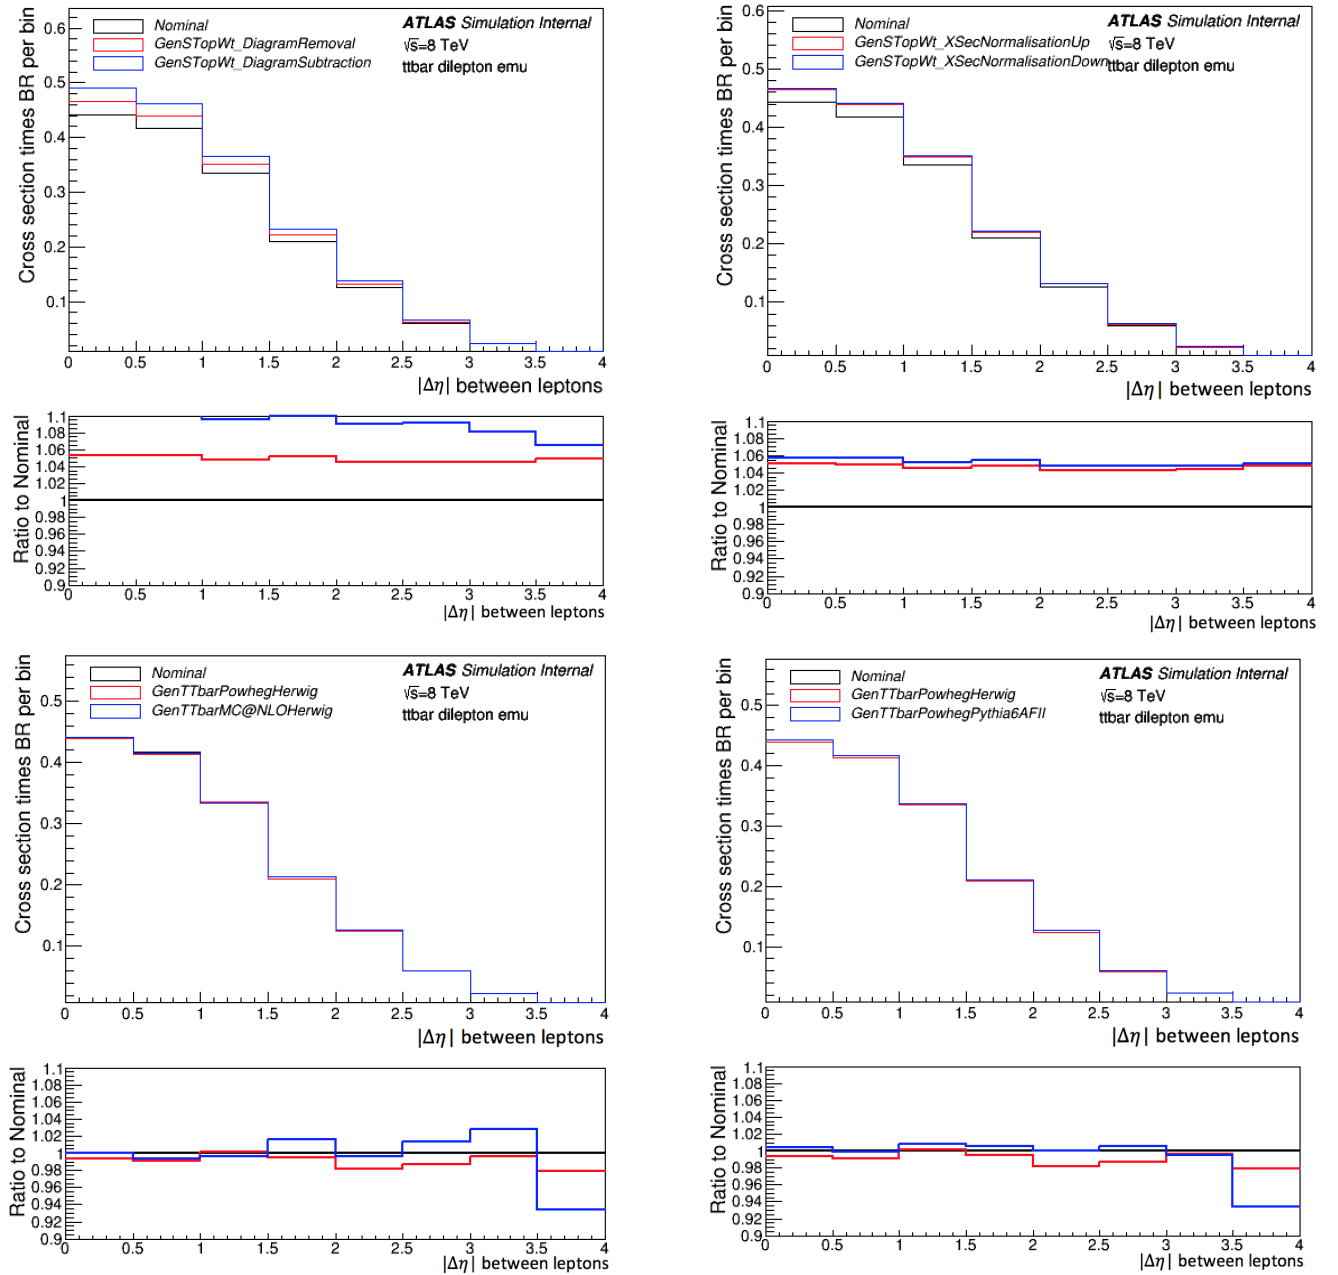 Nominal
GenSTopWt_DiagramRemoval
GenSTopWt_DiagramSubtraction
ATLAS Simulation Internal
√s=8 TeV
ttbar dilepton emu
Cross section times BR per bin
0.6
0.5
0.4
0.3
0.2
0.1
0 0.5 1 1.5 2 2.5 3 3.5 4
|Δη| between leptons
Ratio to Nominal
1.1
1.08
1.06
1.04
1.02
1
0.98
0.96
0.94
0.92
0.9
0 0.5 1 1.5 2 2.5 3 3.5 4
|Δη| between leptons
Nominal
GenSTopWt_XSecNormalisationUp
GenSTopWt_XSecNormalisationDown
ATLAS Simulation Internal
√s=8 TeV
ttbar dilepton emu
Cross section times BR per bin
0.6
0.5
0.4
0.3
0.2
0.1
0 0.5 1 1.5 2 2.5 3 3.5 4
|Δη| between leptons
Ratio to Nominal
1.1
1.08
1.06
1.04
1.02
1
0.98
0.96
0.94
0.92
0.9
0 0.5 1 1.5 2 2.5 3 3.5 4
|Δη| between leptons
Nominal
GenTTbarPowhegHerwig
GenTTbarMC@NLOHerwig
ATLAS Simulation Internal
√s=8 TeV
ttbar dilepton emu
Cross section times BR per bin
0.5
0.4
0.3
0.2
0.1
0 0.5 1 1.5 2 2.5 3 3.5 4
|Δη| between leptons
Ratio to Nominal
1.1
1.08
1.06
1.04
1.02
1
0.98
0.96
0.94
0.92
0.9
0 0.5 1 1.5 2 2.5 3 3.5 4
|Δη| between leptons
Nominal
GenTTbarPowhegHerwig
GenTTbarPowhegPythia6AFII
ATLAS Simulation Internal
√s=8 TeV
ttbar dilepton emu
Cross section times BR per bin
0.5
0.4
0.3
0.2
0.1
0 0.5 1 1.5 2 2.5 3 3.5 4
|Δη| between leptons
Ratio to Nominal
1.1
1.08
1.06
1.04
1.02
1
0.98
0.96
0.94
0.92
0.9
0 0.5 1 1.5 2 2.5 3 3.5 4
|Δη| between leptons